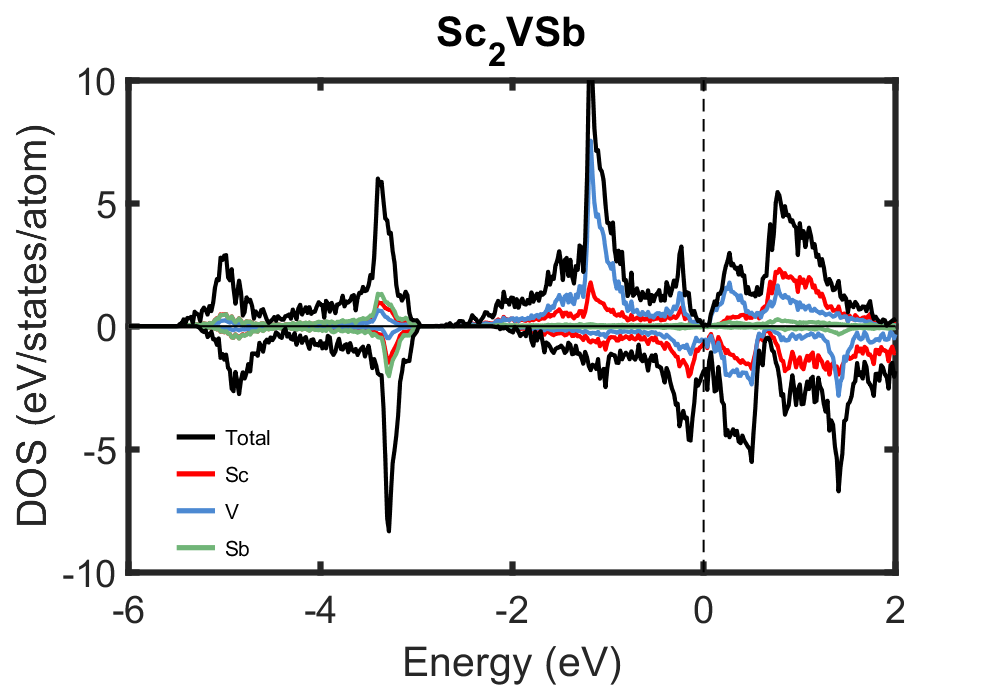 Sc₂VSb
10
5
0
-5
-10
DOS (eV/states/atom)
Total
Sc
V
Sb
-6 -4 -2 0 2
Energy (eV)